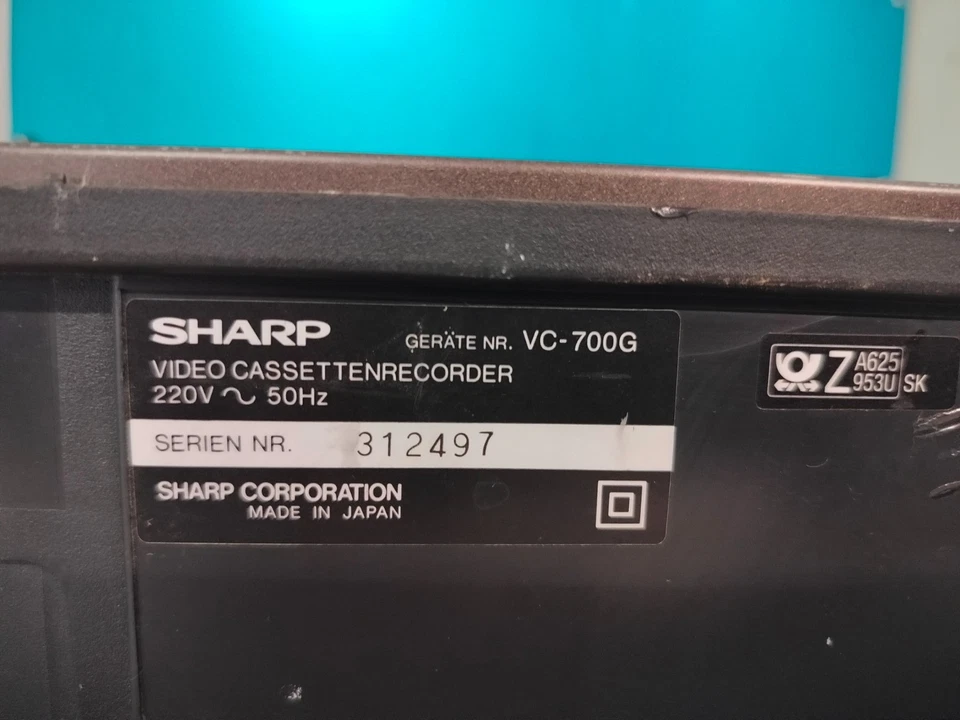 SHARP GERÄTE NR. VC-700G
VIDEO CASSETTENRECORDER
220V ~ 50Hz
SERIEN NR. 312497
SHARP CORPORATION
MADE IN JAPAN
Z A625
953U SK